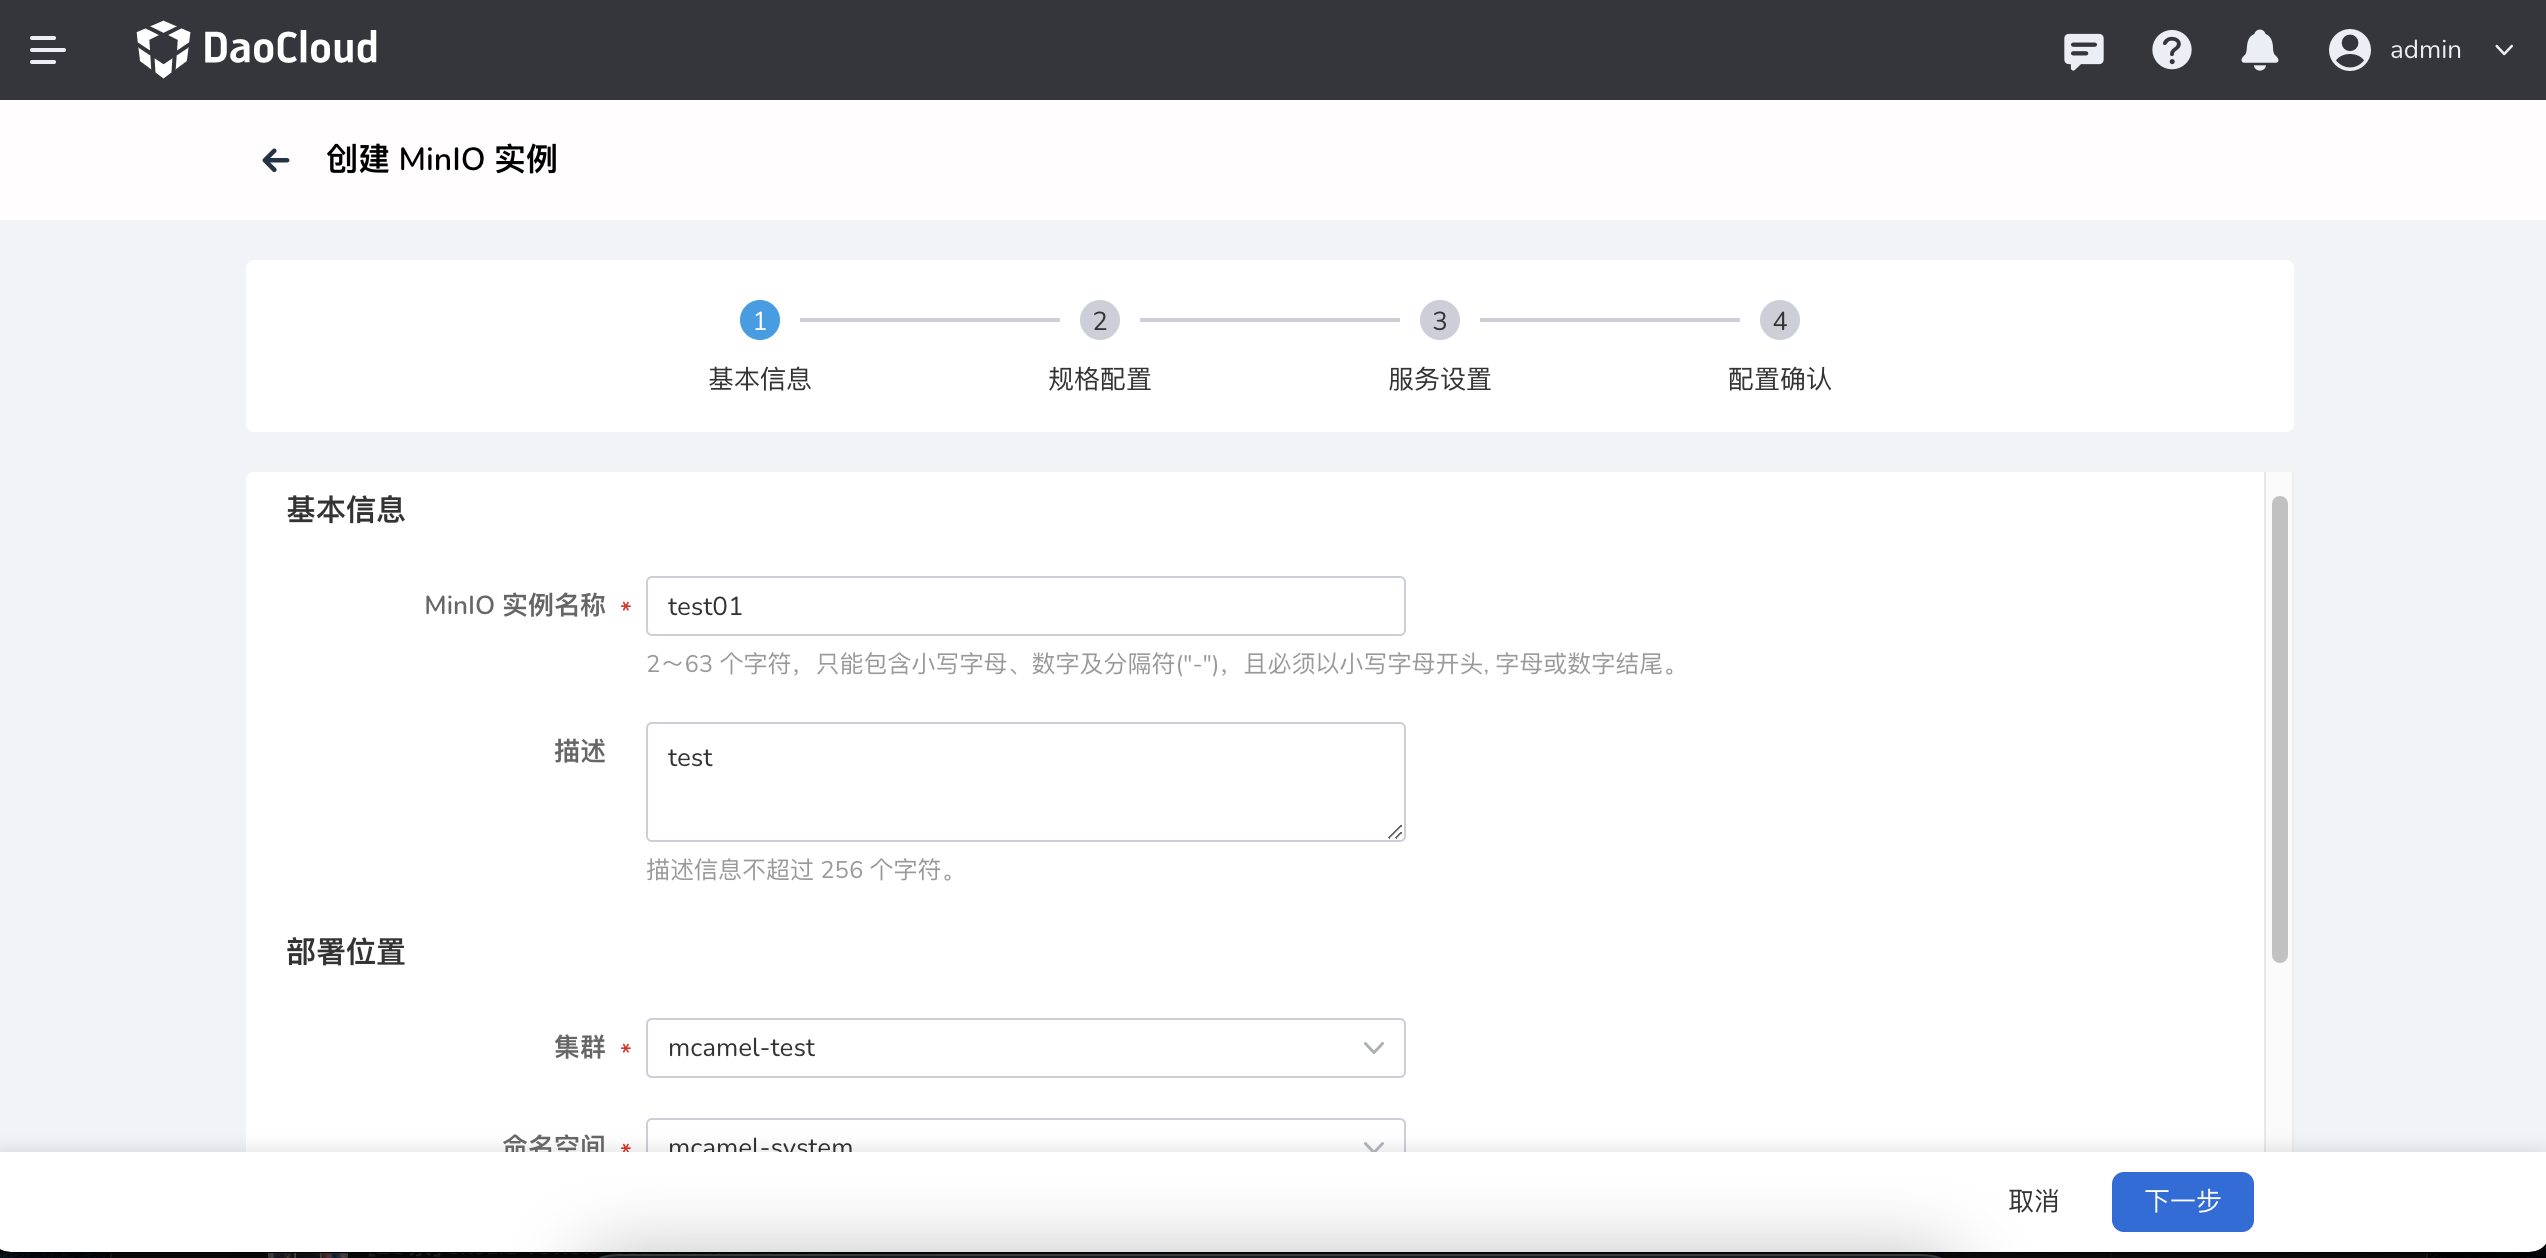 DaoCloud
admin
创建 MinIO 实例
1 2 3 4
基本信息 规格配置 服务设置 配置确认
基本信息
MinIO 实例名称 * test01
2～63 个字符，只能包含小写字母、数字及分隔符("-")，且必须以小写字母开头, 字母或数字结尾。
描述 test
描述信息不超过 256 个字符。
部署位置
集群 * mcamel-test
命名空间 * mcamel-system
取消 下一步